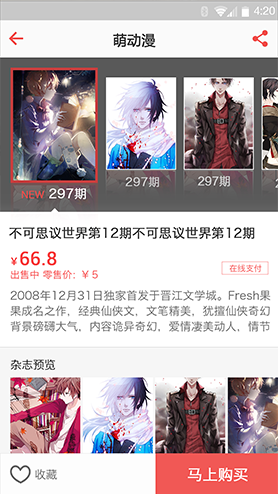 4:20
萌动漫
NEW 297期
297期
297期
不可思议世界第12期不可思议世界第12期
¥66.8
出售中 零售价：¥5
在线支付
2008年12月31日独家首发于晋江文学城。Fresh果
果成名之作，经典仙侠文，文笔精美，犹擅仙侠奇幻
背景磅礴大气，内容诡异奇幻，爱情凄美动人，情节
杂志预览
收藏
马上购买